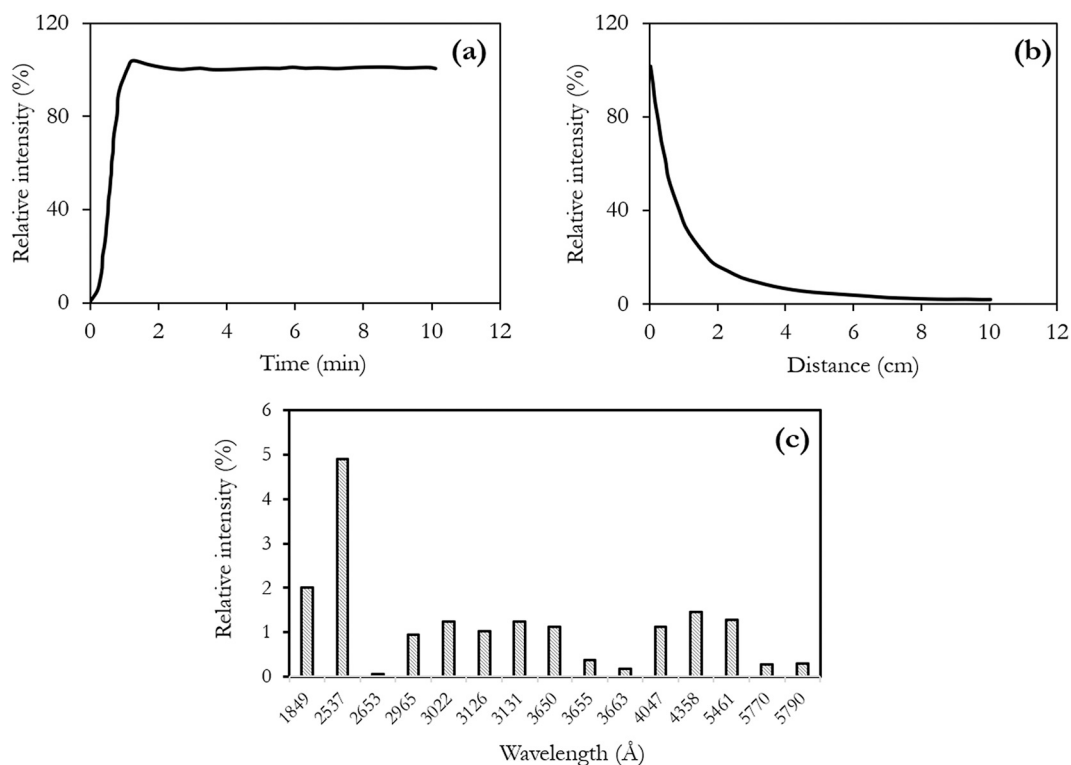 (a)
Relative intensity (%)
120
80
40
0
0 2 4 6 8 10 12
Time (min)
(b)
Relative intensity (%)
120
80
40
0
0 2 4 6 8 10 12
Distance (cm)
(c)
Relative intensity (%)
6
5
4
3
2
1
0
1849 2537 2653 2965 3022 3126 3131 3650 3655 3663 4047 4358 5461 5770 5790
Wavelength (Å)